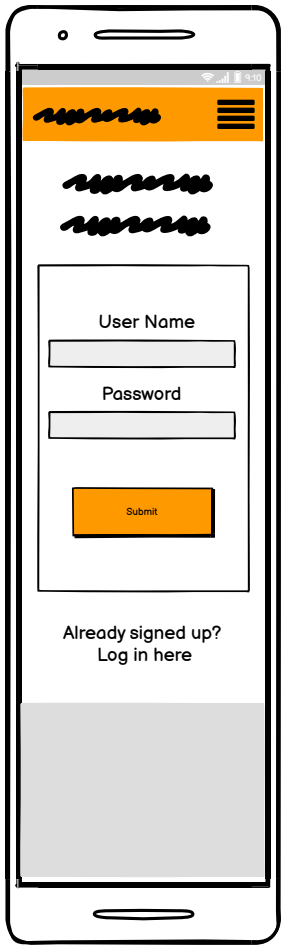 9:10
User Name
Password
Submit
Already signed up?
Log in here